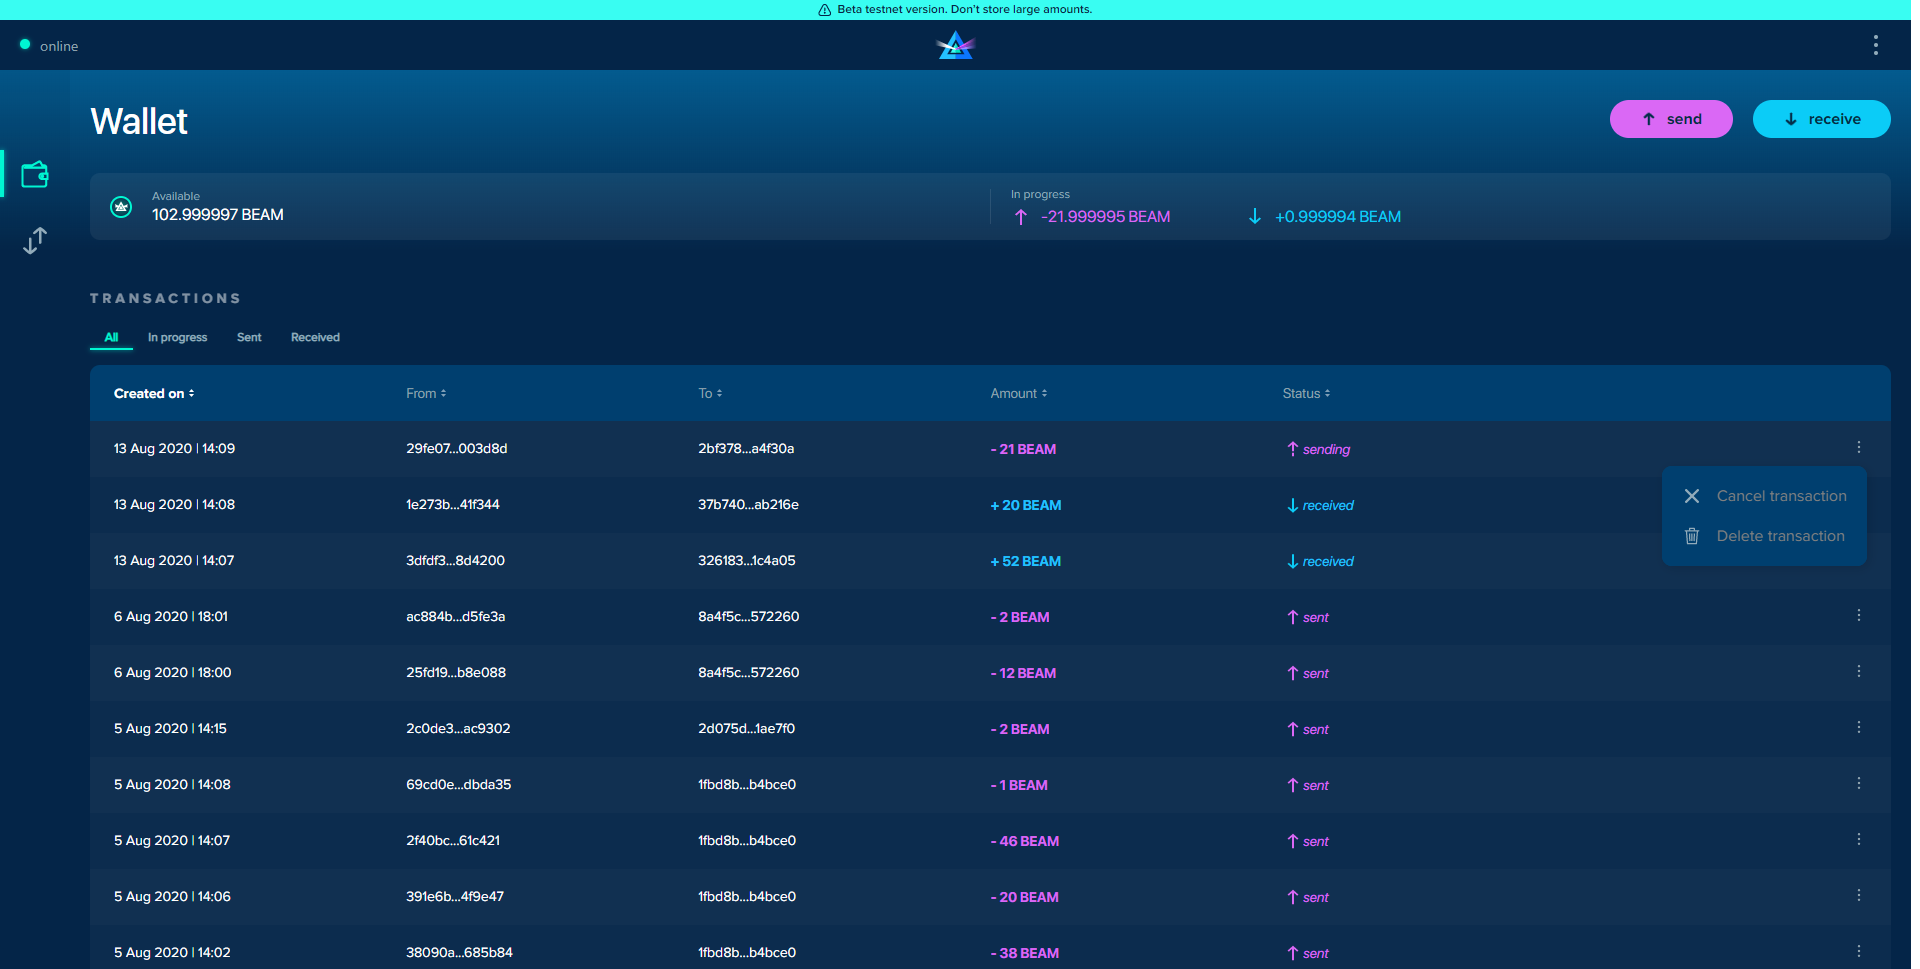 Beta testnet version. Don't store large amounts.
online
Wallet
send
receive
Available
102.999997 BEAM
In progress
-21.999995 BEAM +0.999994 BEAM
TRANSACTIONS
All In progress Sent Received
Created on From To Amount Status
13 Aug 2020 | 14:09 29fe07...003d8d 2bf378...a4f30a - 21 BEAM sending
Cancel transaction
13 Aug 2020 | 14:08 1e273b...41f344 37b740...ab216e + 20 BEAM received
Delete transaction
13 Aug 2020 | 14:07 3dfdf3...8d4200 326183...1c4a05 + 52 BEAM received
6 Aug 2020 | 18:01 ac884b...d5fe3a 8a4f5c...572260 - 2 BEAM sent
6 Aug 2020 | 18:00 25fd19...b8e088 8a4f5c...572260 - 12 BEAM sent
5 Aug 2020 | 14:15 2c0de3...ac9302 2d075d...1ae7f0 - 2 BEAM sent
5 Aug 2020 | 14:08 69cd0e...dbda35 1fbd8b...b4bce0 - 1 BEAM sent
5 Aug 2020 | 14:07 2f40bc...61c421 1fbd8b...b4bce0 - 46 BEAM sent
5 Aug 2020 | 14:06 391e6b...4f9e47 1fbd8b...b4bce0 - 20 BEAM sent
5 Aug 2020 | 14:02 38090a...685b84 1fbd8b...b4bce0 - 38 BEAM sent